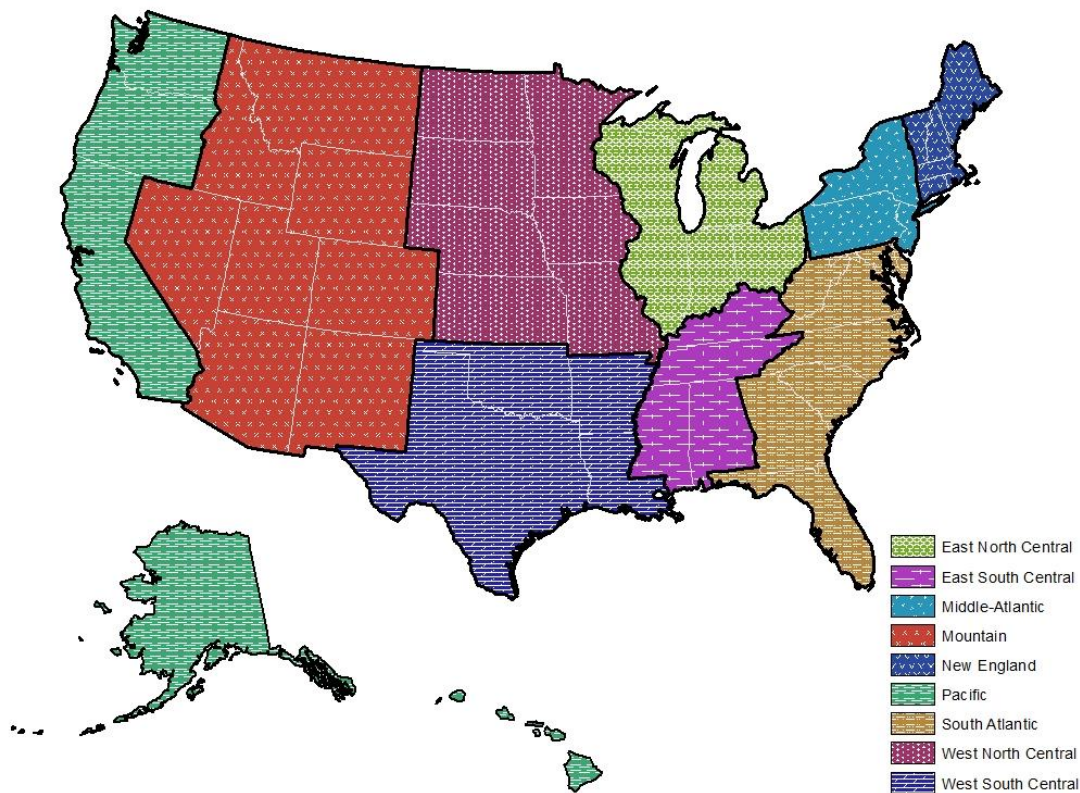 East North Central
East South Central
Middle-Atlantic
Mountain
New England
Pacific
South Atlantic
West North Central
West South Central